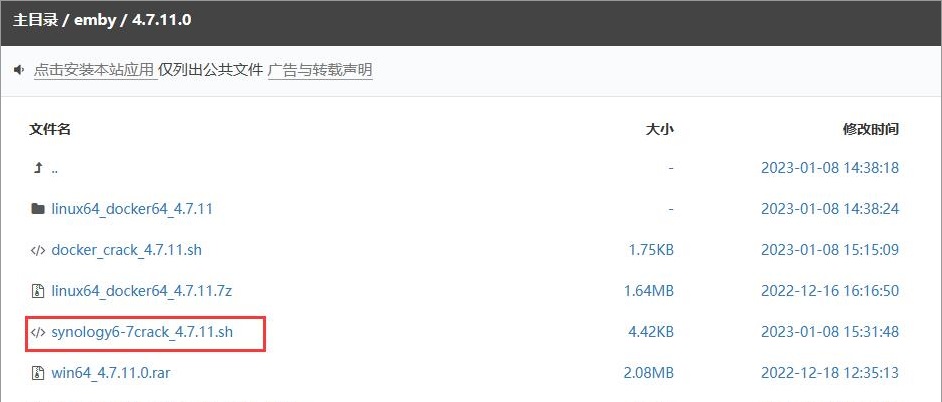 主目录 / emby / 4.7.11.0
点击安装本站应用 仅列出公共文件 广告与转载声明
文件名 大小 修改时间
.. - 2023-01-08 14:38:18
linux64_docker64_4.7.11 - 2023-01-08 14:38:24
docker_crack_4.7.11.sh 1.75KB 2023-01-08 15:15:09
linux64_docker64_4.7.11.7z 1.64MB 2022-12-16 16:16:50
synology6-7crack_4.7.11.sh 4.42KB 2023-01-08 15:31:48
win64_4.7.11.0.rar 2.08MB 2022-12-18 12:35:13